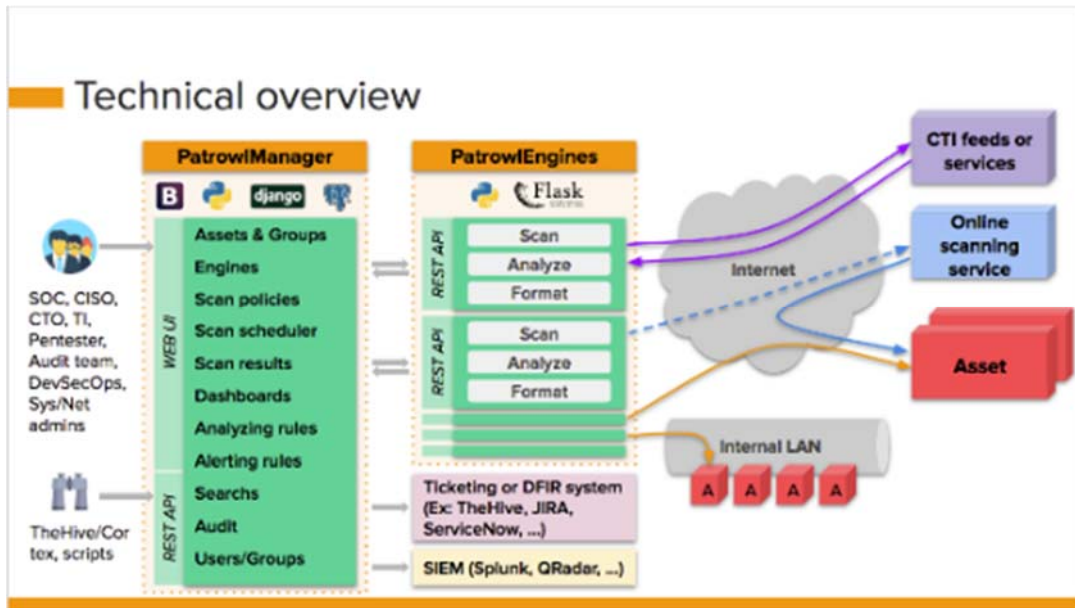 Technical overview
PatrowlManager
B
django
WEB UI
REST API
Assets & Groups
Engines
Scan policies
Scan scheduler
Scan results
Dashboards
Analyzing rules
Alerting rules
Searchs
Audit
Users/Groups
SOC, CISO,
CTO, TI,
Pentester,
Audit team,
DevSecOps,
Sys/Net
admins
TheHive/Cor
tex, scripts
PatrowlEngines
Flask
REST API
Scan
Analyze
Format
REST API
Scan
Analyze
Format
Ticketing or DFIR system
(Ex: TheHive, JIRA,
ServiceNow, ...)
SIEM (Splunk, QRadar, ...)
Internet
CTI feeds or
services
Online
scanning
service
Asset
Internal LAN
A
A
A
A